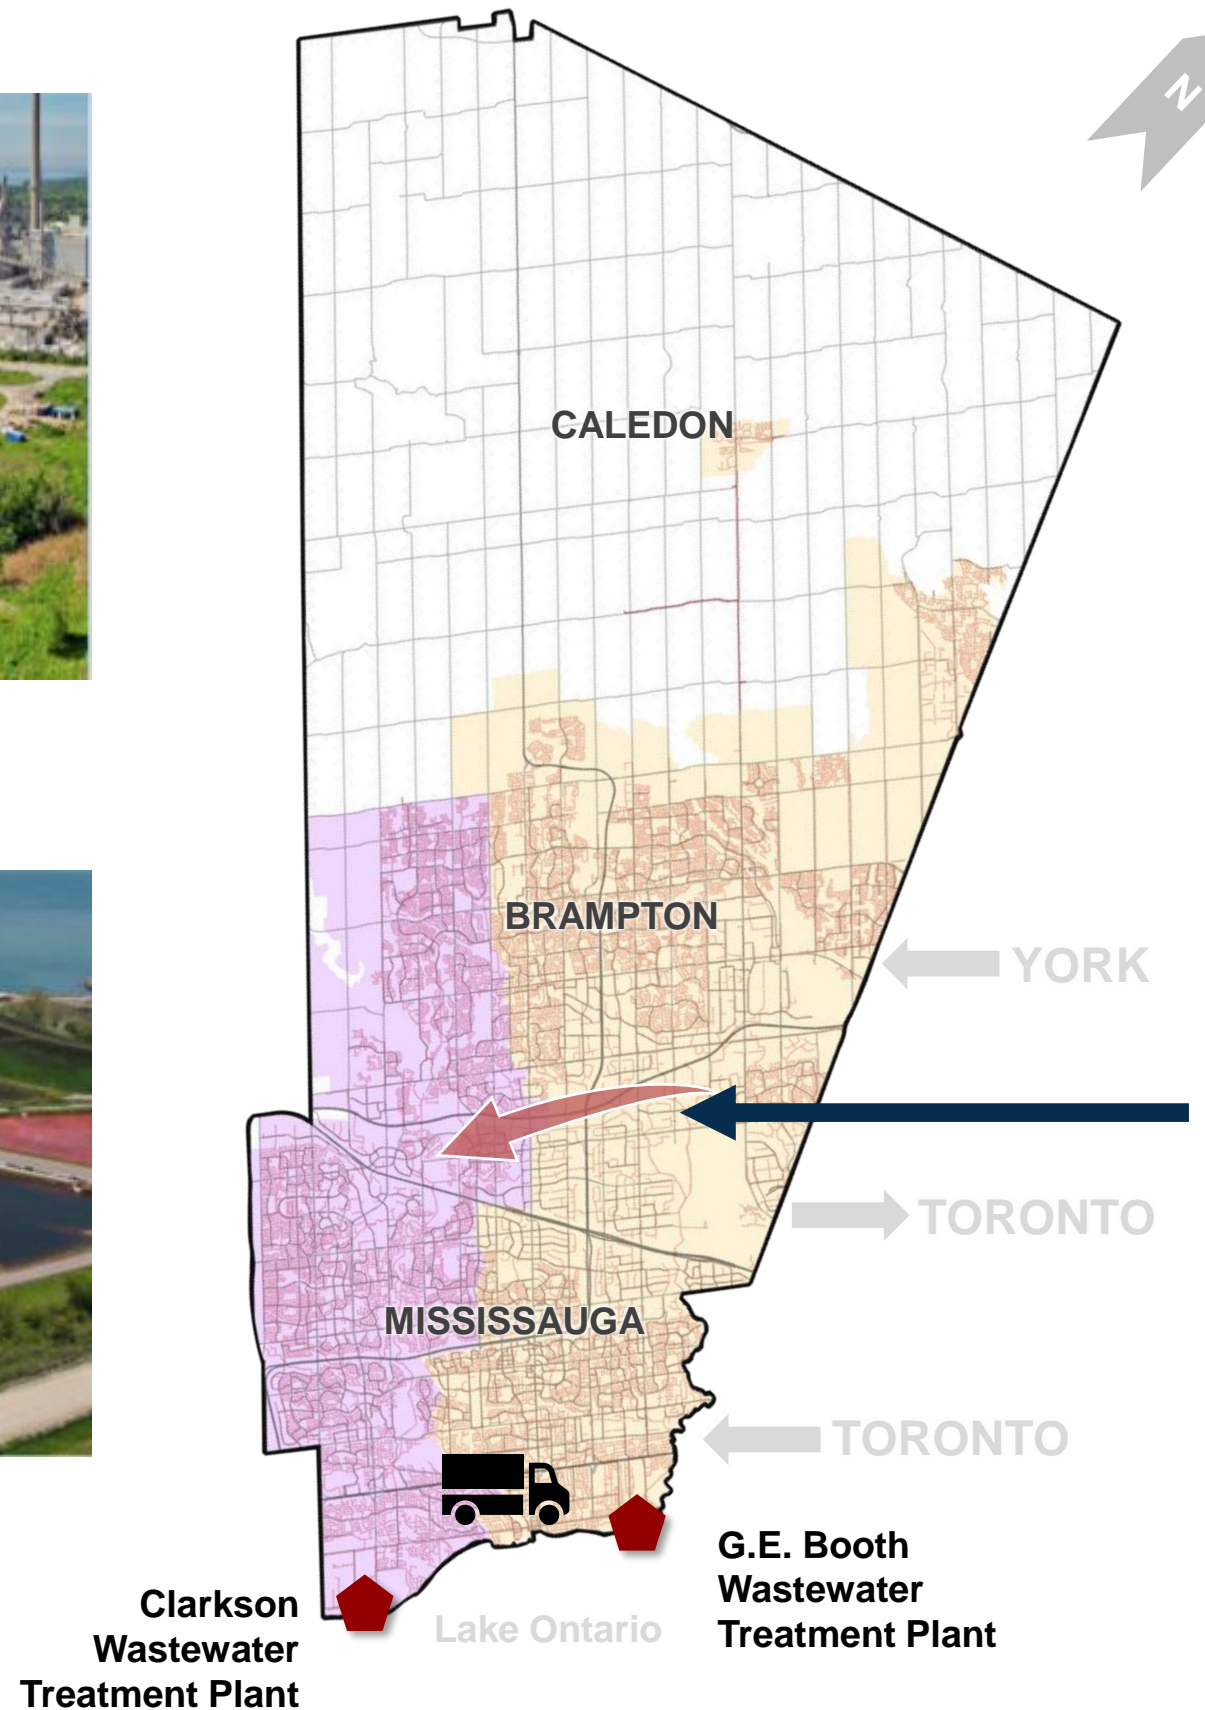 N
CALEDON
BRAMPTON
YORK
TORONTO
MISSISSAUGA
TORONTO
G.E. Booth
Wastewater
Treatment Plant
Clarkson
Wastewater
Treatment Plant
Lake Ontario